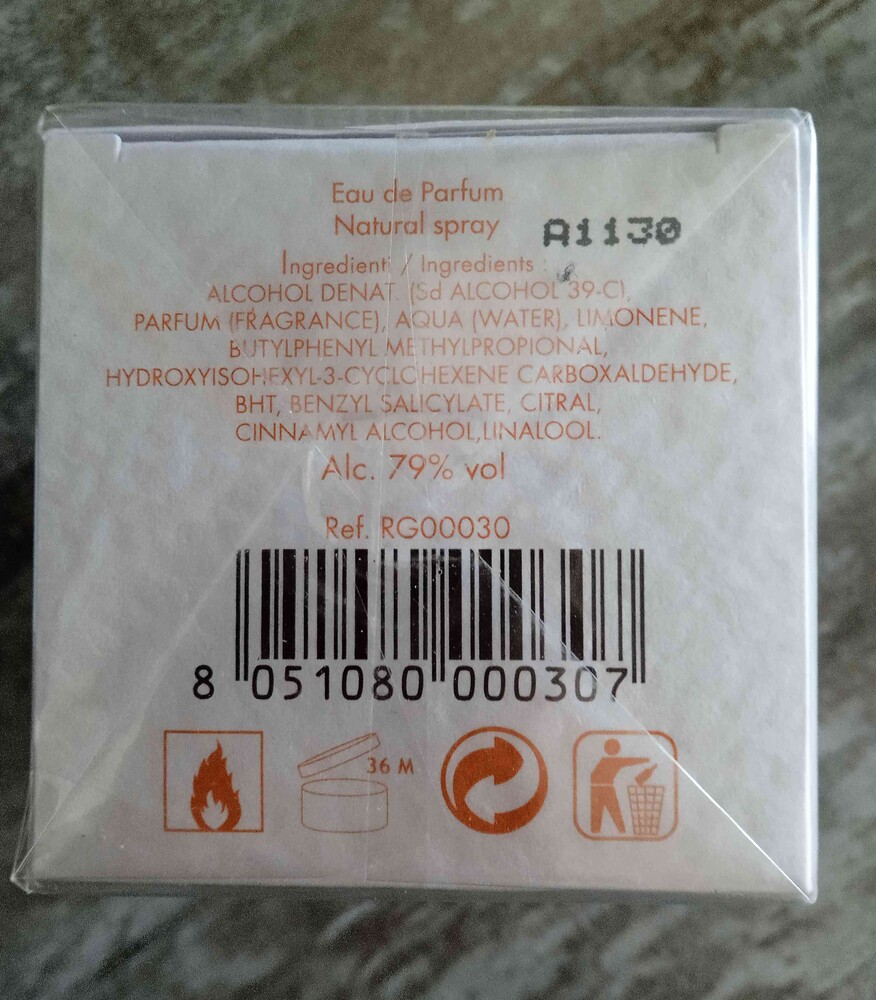 Eau de Parfum
Natural spray
A1130
Ingredienti / Ingredients :
ALCOHOL DENAT. (Sd ALCOHOL 39-C),
PARFUM (FRAGRANCE), AQUA (WATER), LIMONENE,
BUTYLPHENYL METHYLPROPIONAL,
HYDROXYISOHEXYL-3-CYCLOHEXENE CARBOXALDEHYDE,
BHT, BENZYL SALICYLATE, CITRAL,
CINNAMYL ALCOHOL,LINALOOL.
Alc. 79% vol
Ref. RG00030
8 051080 000307
36 M